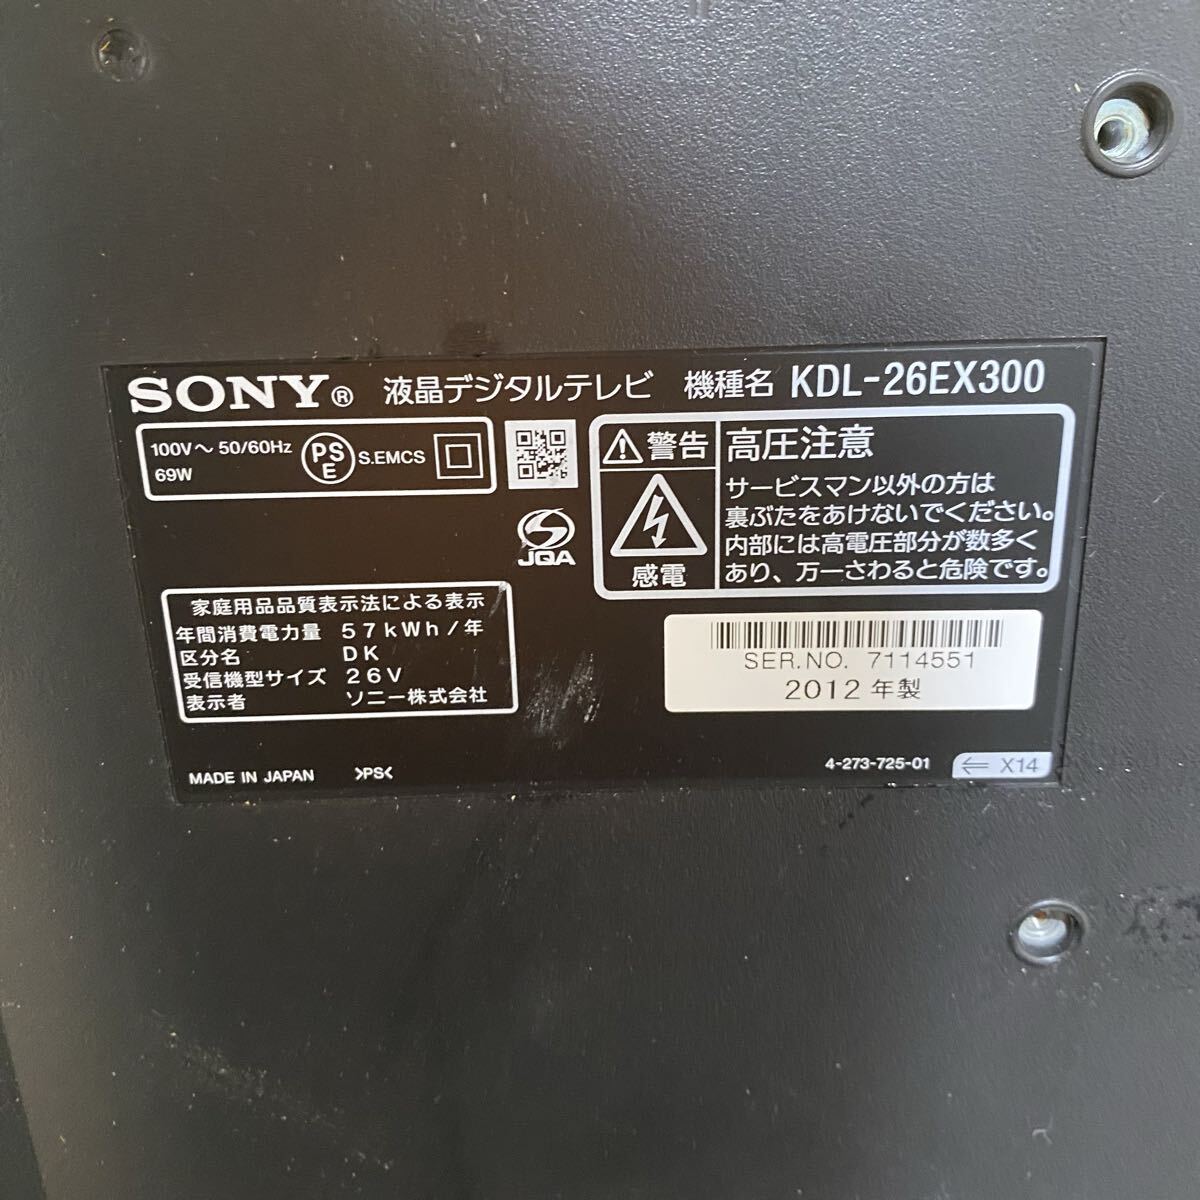 SONY® 液晶デジタルテレビ 機種名 KDL-26EX300
100V～ 50/60Hz
69W
PS
E
S.EMCS
JQA
警告 高圧注意
感電
サービスマン以外の方は
裏ぶたをあけないでください。
内部には高電圧部分が数多く
あり、万一さわると危険です。
家庭用品品質表示法による表示
年間消費電力量 57kWh/年
区分名 DK
受信機型サイズ 26V
表示者 ソニー株式会社
SER.NO. 7114551
2012年製
MADE IN JAPAN >PS<
4-273-725-01 ⇐ X14